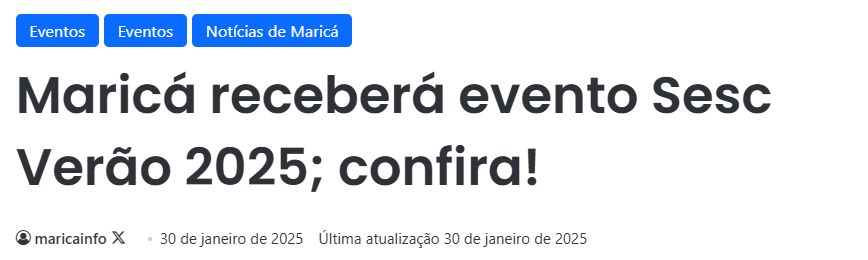 Eventos Eventos Notícias de Maricá
Maricá receberá evento Sesc
Verão 2025; confira!
maricainfo 30 de janeiro de 2025 Última atualização 30 de janeiro de 2025